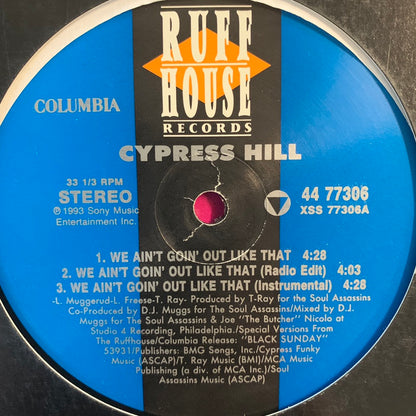 RUFF
HOUSE
RECORDS
COLUMBIA
CYPRESS HILL
33 1/3 RPM
STEREO
℗ 1993 Sony Music
Entertainment Inc.
44 77306
XSS 77306A
1. WE AIN'T GOIN' OUT LIKE THAT 4:28
2. WE AIN'T GOIN' OUT LIKE THAT (Radio Edit) 4:03
3. WE AIN'T GOIN' OUT LIKE THAT (Instrumental) 4:28
-L. Muggerud-L. Freese-T. Ray- Produced by T-Ray for the Soul Assassins
Co-Produced by D.J. Muggs for The Soul Assassins/Mixed by D.J.
Muggs for The Soul Assassins & Joe "The Butcher" Nicolo at
Studio 4 Recording, Philadelphia./Special Versions From
The Ruffhouse/Columbia Release: "BLACK SUNDAY"
53931/Publishers: BMG Songs, Inc./Cypress Funky
Music (ASCAP)/T. Ray Music (BMI)/MCA Music
Publishing (a div. of MCA Inc.)/Soul
Assassins Music (ASCAP)